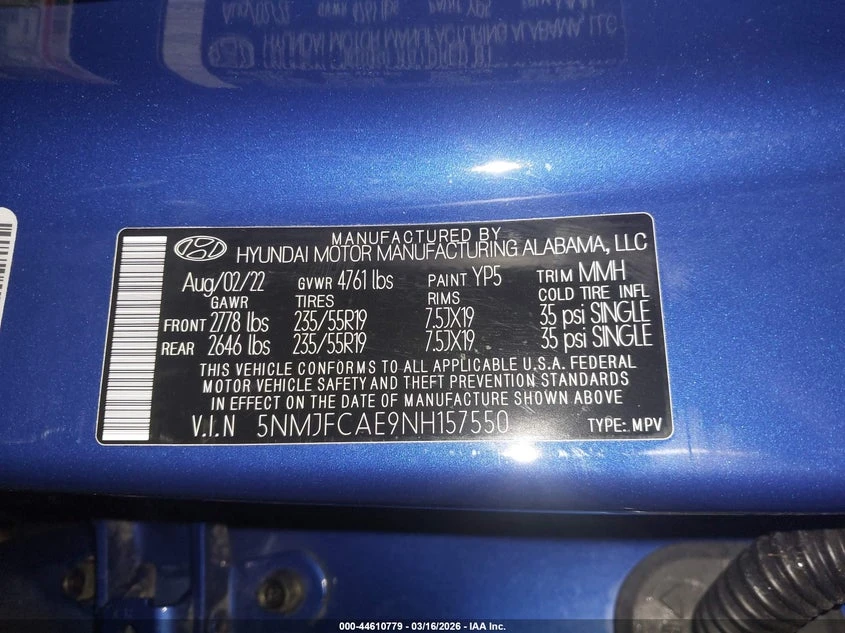 MANUFACTURED BY
HYUNDAI MOTOR MANUFACTURING ALABAMA, LLC
Aug/02/22 GVWR 4761 lbs PAINT YP5 TRIM MMH
GAWR TIRES RIMS COLD TIRE INFL
FRONT 2778 lbs 235/55R19 7.5JX19 35 psi SINGLE
REAR 2646 lbs 235/55R19 7.5JX19 35 psi SINGLE
THIS VEHICLE CONFORMS TO ALL APPLICABLE U.S.A. FEDERAL
MOTOR VEHICLE SAFETY AND THEFT PREVENTION STANDARDS
IN EFFECT ON THE DATE OF MANUFACTURE SHOWN ABOVE.
V.I.N 5NMJFCAE9NH157550 TYPE: MPV
000-44610779 - 03/16/2026 - IAA Inc.